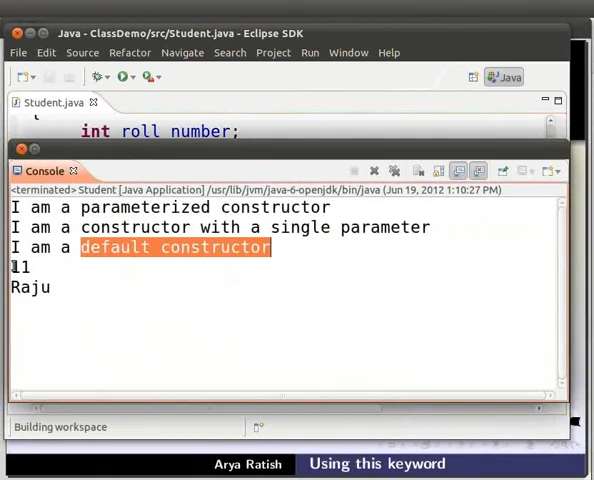 Java - ClassDemo/src/Student.java - Eclipse SDK
File Edit Source Refactor Navigate Search Project Run Window Help
Java
Student.java
int roll_number;
Console
<terminated> Student [Java Application] /usr/lib/jvm/java-6-openjdk/bin/java (Jun 19, 2012 1:10:27 PM)
I am a parameterized constructor
I am a constructor with a single parameter
I am a default constructor
11
Raju
Building workspace
Arya Ratish Using this keyword